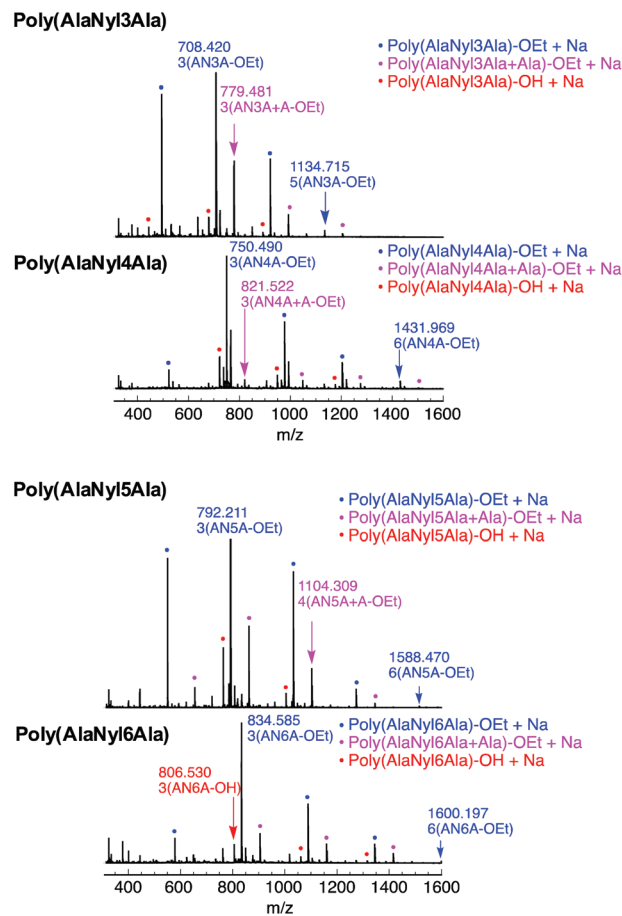 Poly(AlaNyl3Ala)
708.420
3(AN3A-OEt)
779.481
3(AN3A+A-OEt)
1134.715
5(AN3A-OEt)
• Poly(AlaNyl3Ala)-OEt + Na
• Poly(AlaNyl3Ala+Ala)-OEt + Na
• Poly(AlaNyl3Ala)-OH + Na
Poly(AlaNyl4Ala)
750.490
3(AN4A-OEt)
821.522
3(AN4A+A-OEt)
1431.969
6(AN4A-OEt)
• Poly(AlaNyl4Ala)-OEt + Na
• Poly(AlaNyl4Ala+Ala)-OEt + Na
• Poly(AlaNyl4Ala)-OH + Na
400 600 800 1000 1200 1400 1600
m/z
Poly(AlaNyl5Ala)
792.211
3(AN5A-OEt)
1104.309
4(AN5A+A-OEt)
1588.470
6(AN5A-OEt)
• Poly(AlaNyl5Ala)-OEt + Na
• Poly(AlaNyl5Ala+Ala)-OEt + Na
• Poly(AlaNyl5Ala)-OH + Na
Poly(AlaNyl6Ala)
834.585
3(AN6A-OEt)
806.530
3(AN6A-OH)
1600.197
6(AN6A-OEt)
• Poly(AlaNyl6Ala)-OEt + Na
• Poly(AlaNyl6Ala+Ala)-OEt + Na
• Poly(AlaNyl6Ala)-OH + Na
400 600 800 1000 1200 1400 1600
m/z